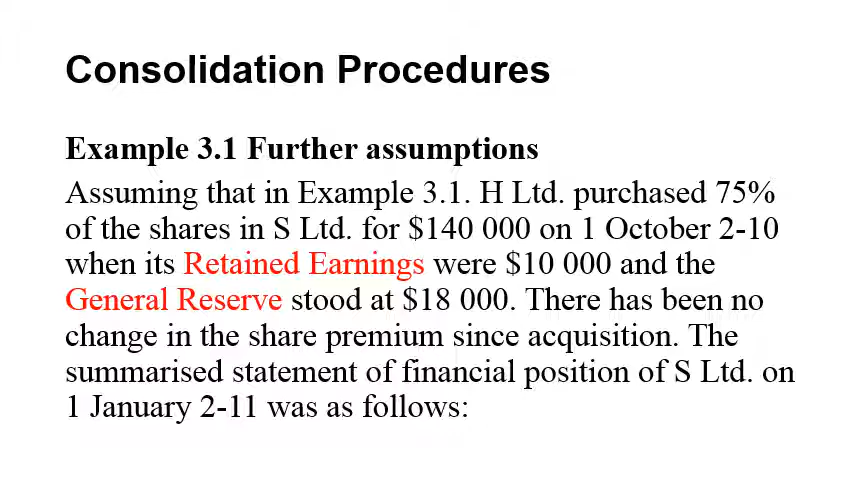 Consolidation Procedures
Example 3.1 Further assumptions
Assuming that in Example 3.1. H Ltd. purchased 75%
of the shares in S Ltd. for $140 000 on 1 October 2-10
when its Retained Earnings were $10 000 and the
General Reserve stood at $18 000. There has been no
change in the share premium since acquisition. The
summarised statement of financial position of S Ltd. on
1 January 2-11 was as follows: